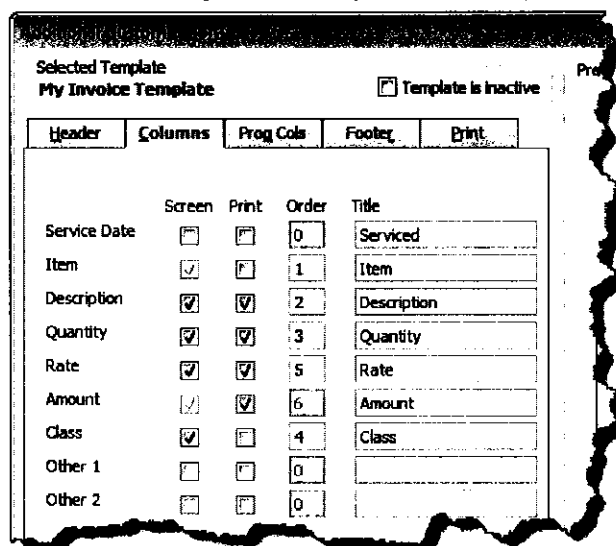 Selected Template
My Invoice Template
Template is inactive
Header Columns Prog Cols Footer Print
Screen Print Order Title
Service Date 0 Serviced
Item 1 Item
Description 2 Description
Quantity 3 Quantity
Rate 5 Rate
Amount 6 Amount
Class 4 Class
Other 1 0
Other 2 0